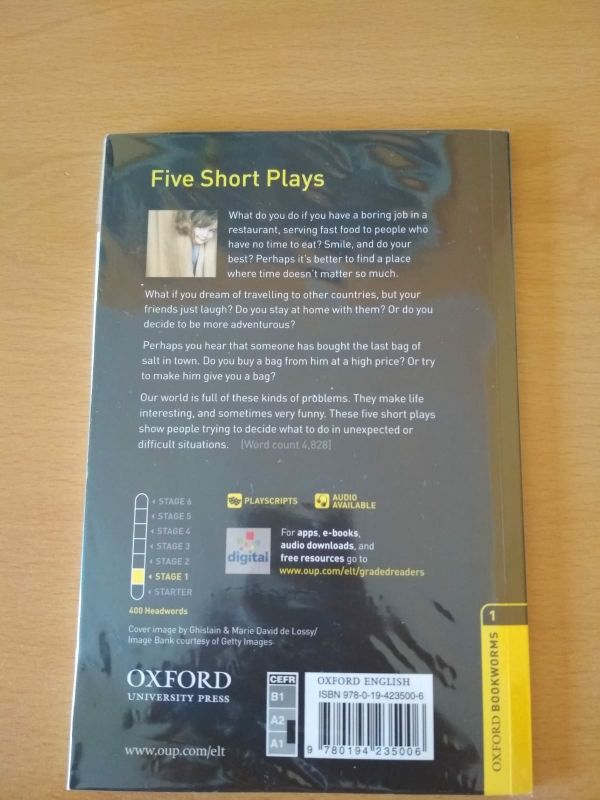 Five Short Plays
What do you do if you have a boring job in a
restaurant, serving fast food to people who
have no time to eat? Smile, and do your
best? Perhaps it's better to find a place
where time doesn't matter so much.
What if you dream of travelling to other countries, but your
friends just laugh? Do you stay at home with them? Or do you
decide to be more adventurous?
Perhaps you hear that someone has bought the last bag of
salt in town. Do you buy a bag from him at a high price? Or try
to make him give you a bag?
Our world is full of these kinds of problems. They make life
interesting, and sometimes very funny. These five short plays
show people trying to decide what to do in unexpected or
difficult situations. [Word count 4,828]
STAGE 6
STAGE 5
STAGE 4
STAGE 3
STAGE 2
STAGE 1
STARTER
400 Headwords
PLAYSCRIPTS
AUDIO
AVAILABLE
digital
For apps, e-books,
audio downloads, and
free resources go to
www.oup.com/elt/gradedreaders
Cover image by Ghislain & Marie David de Lossy/
Image Bank courtesy of Getty Images
OXFORD
UNIVERSITY PRESS
www.oup.com/elt
CEFR
B1
A2
A1
OXFORD ENGLISH
ISBN 978-0-19-423500-6
9 780194 235006
1
OXFORD BOOKWORMS